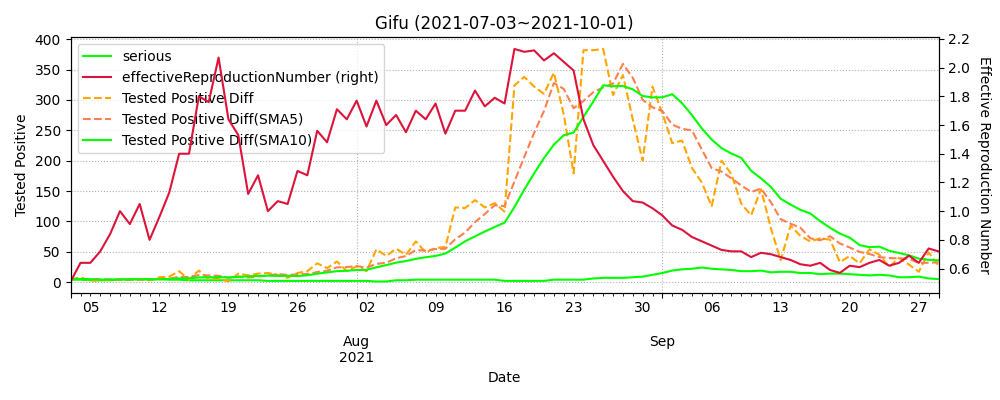 Gifu (2021-07-03~2021-10-01)
serious
effectiveReproductionNumber (right)
Tested Positive Diff
Tested Positive Diff(SMA5)
Tested Positive Diff(SMA10)
Tested Positive
400
350
300
250
200
150
100
50
0
2.2
2.0
1.8
1.6
1.4
1.2
1.0
0.8
0.6
Effective Reproduction Number
05 12 19 26 02 09 16 23 30 06 13 20 27
Aug Sep
2021
Date